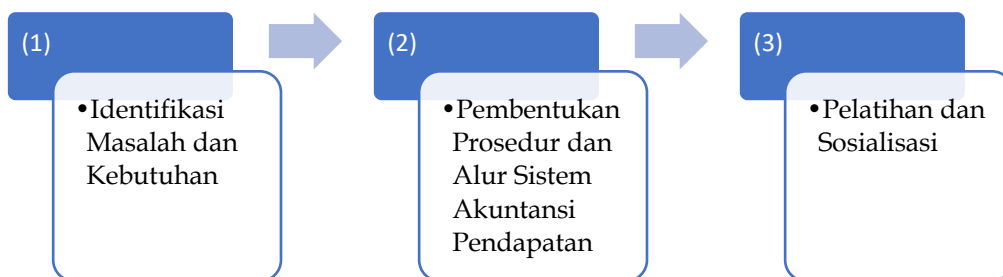 (1)
•Identifikasi
Masalah dan
Kebutuhan
(2)
•Pembentukan
Prosedur dan
Alur Sistem
Akuntansi
Pendapatan
(3)
•Pelatihan dan
Sosialisasi